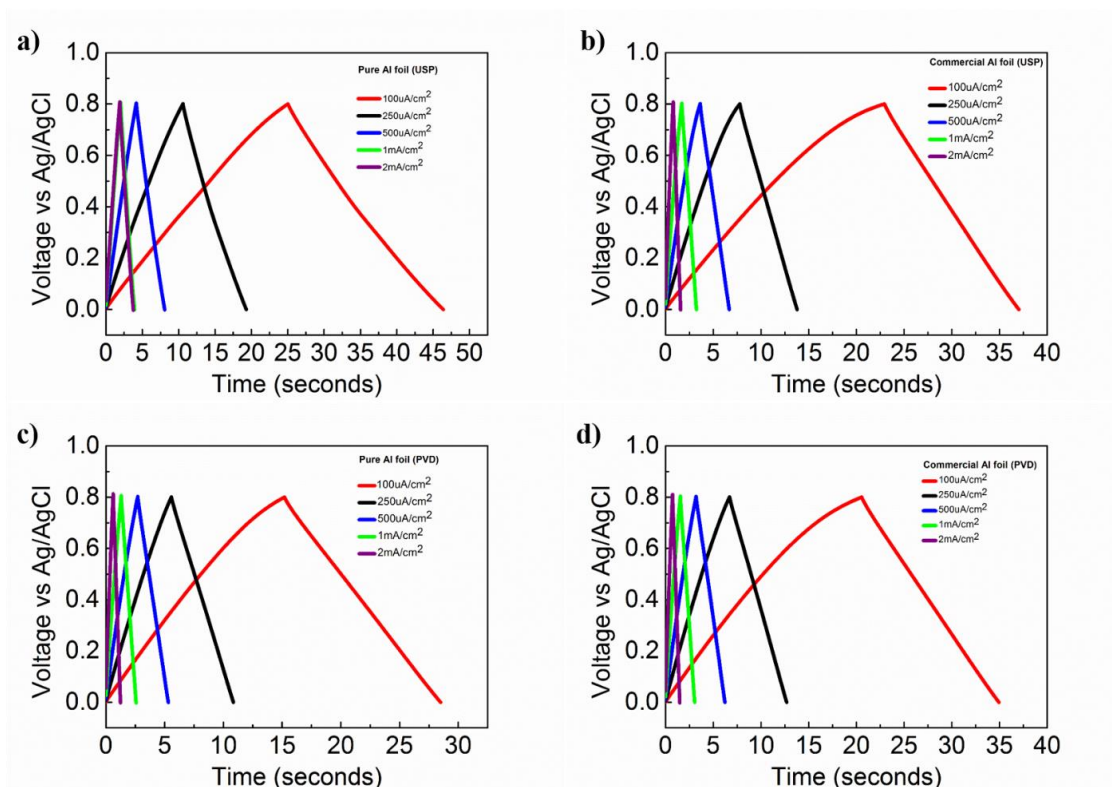 a)
Pure Al foil (USP)
100uA/cm²
250uA/cm²
500uA/cm²
1mA/cm²
2mA/cm²
1.0
0.8
0.6
0.4
0.2
0.0
Voltage vs Ag/AgCl
0 5 10 15 20 25 30 35 40 45 50
Time (seconds)
b)
Commercial Al foil (USP)
100uA/cm²
250uA/cm²
500uA/cm²
1mA/cm²
2mA/cm²
1.0
0.8
0.6
0.4
0.2
0.0
Voltage vs Ag/AgCl
0 5 10 15 20 25 30 35 40
Time (seconds)
c)
Pure Al foil (PVD)
100uA/cm²
250uA/cm²
500uA/cm²
1mA/cm²
2mA/cm²
1.0
0.8
0.6
0.4
0.2
0.0
Voltage vs Ag/AgCl
0 5 10 15 20 25 30
Time (seconds)
d)
Commercial Al foil (PVD)
100uA/cm²
250uA/cm²
500uA/cm²
1mA/cm²
2mA/cm²
1.0
0.8
0.6
0.4
0.2
0.0
Voltage vs Ag/AgCl
0 5 10 15 20 25 30 35 40
Time (seconds)